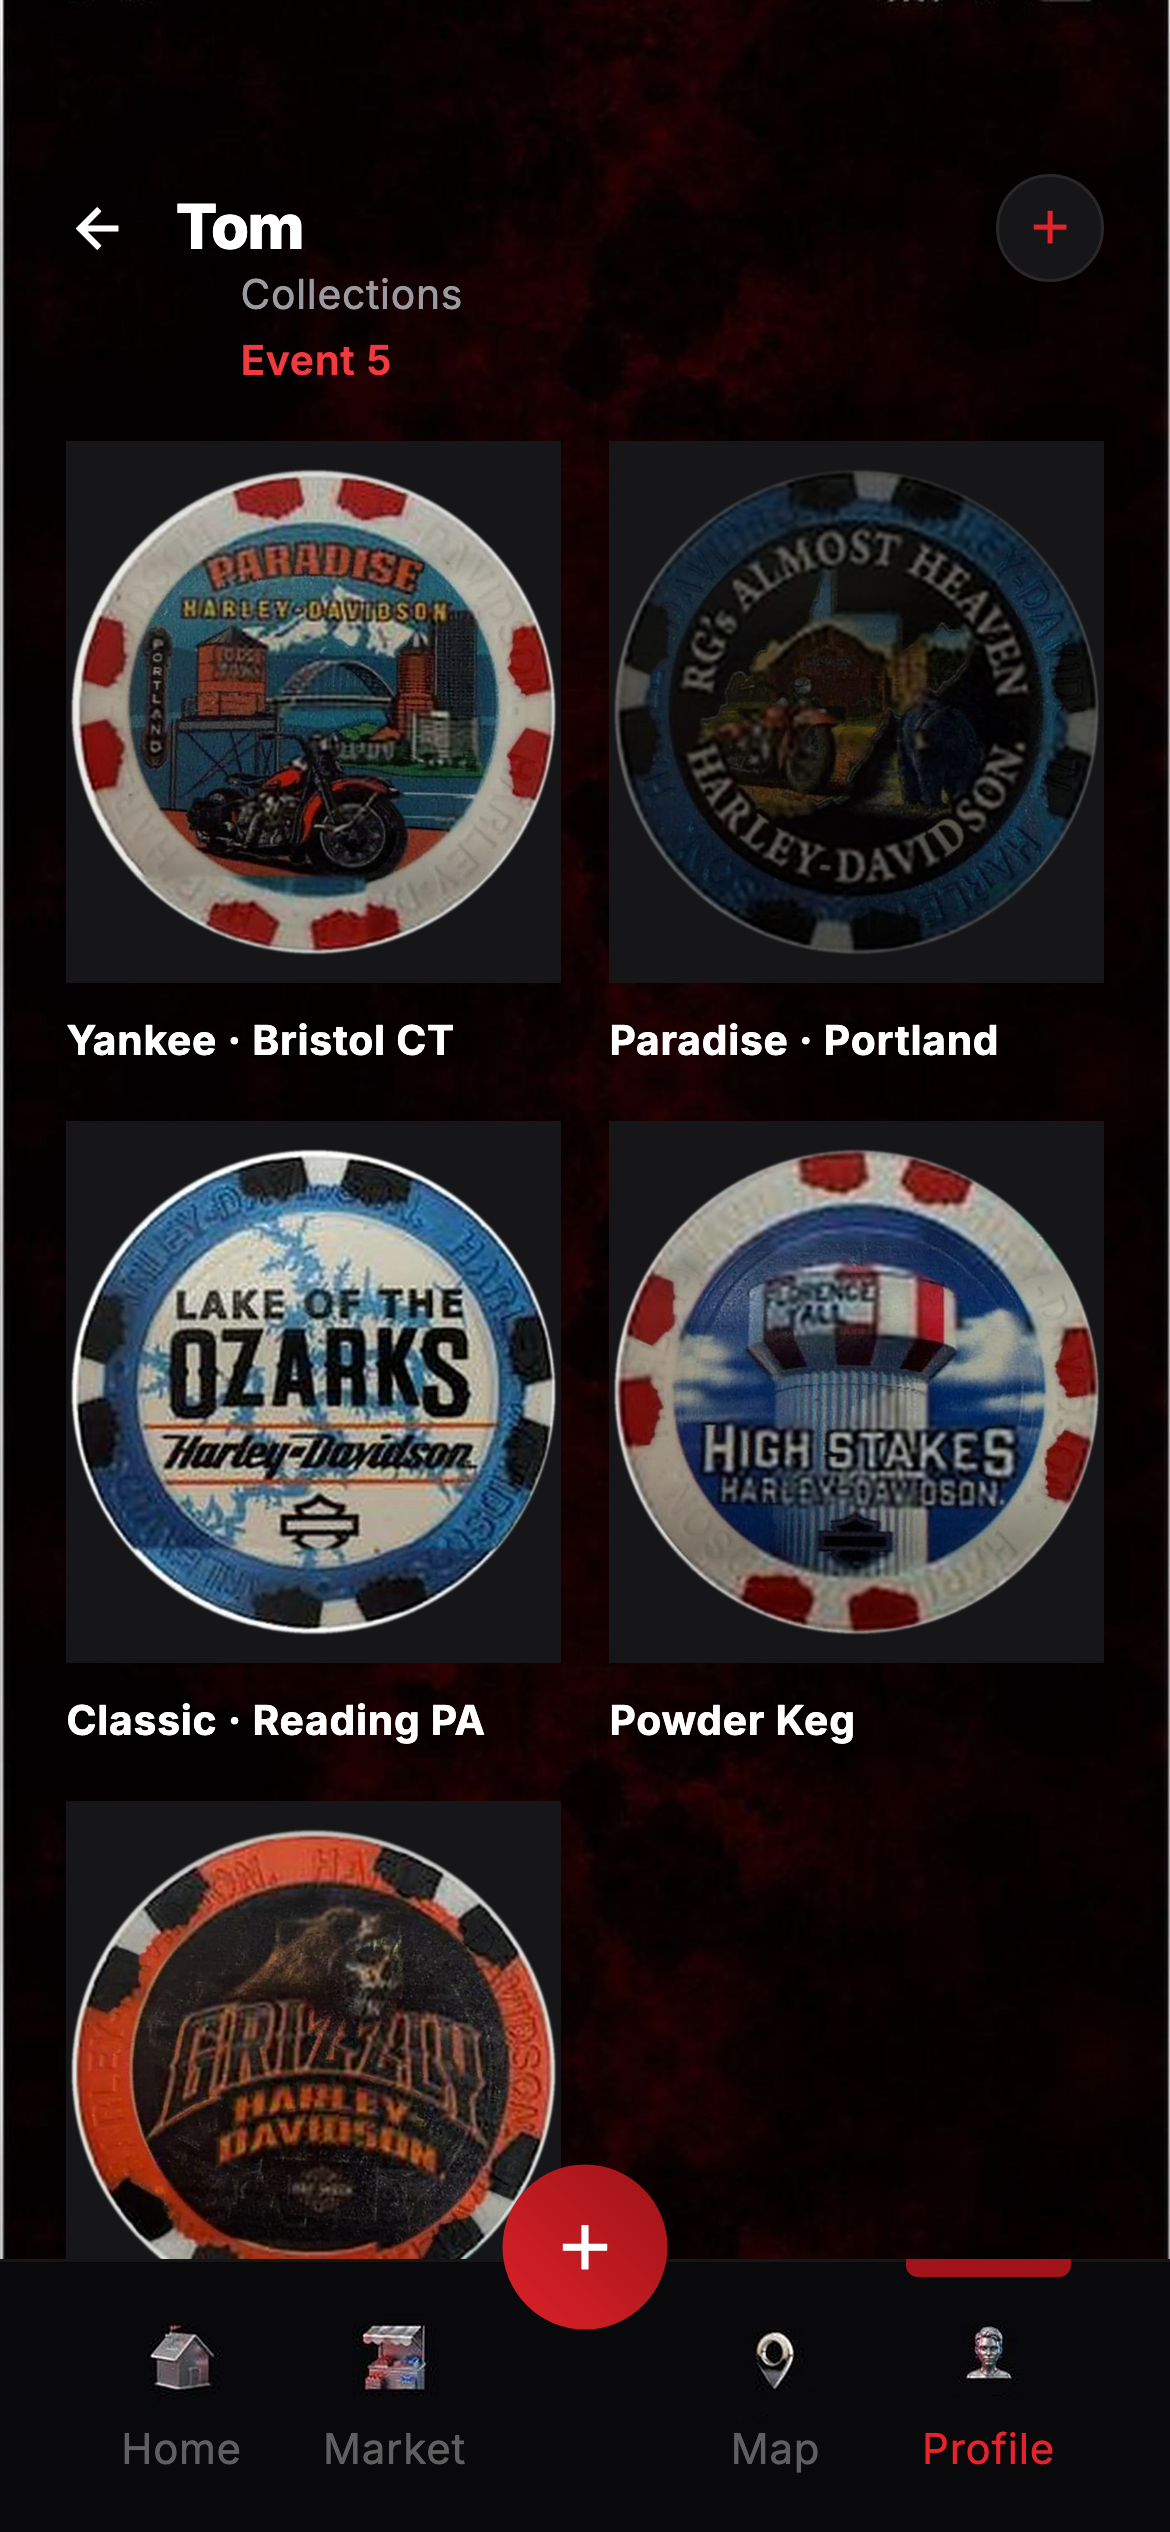 Tom
Collections
Event 5
PARADISE
HARLEY-DAVIDSON
PORTLAND
RG's ALMOST HEAVEN
HARLEY-DAVIDSON.
Yankee · Bristol CT
Paradise · Portland
LAKE OF THE
OZARKS
Harley-Davidson
FLORENCE
Y'ALL
HIGH STAKES
HARLEY-DAVIDSON.
Classic · Reading PA
Powder Keg
GRIZZLY
HARLEY-
DAVIDSON.
Home
Market
Map
Profile